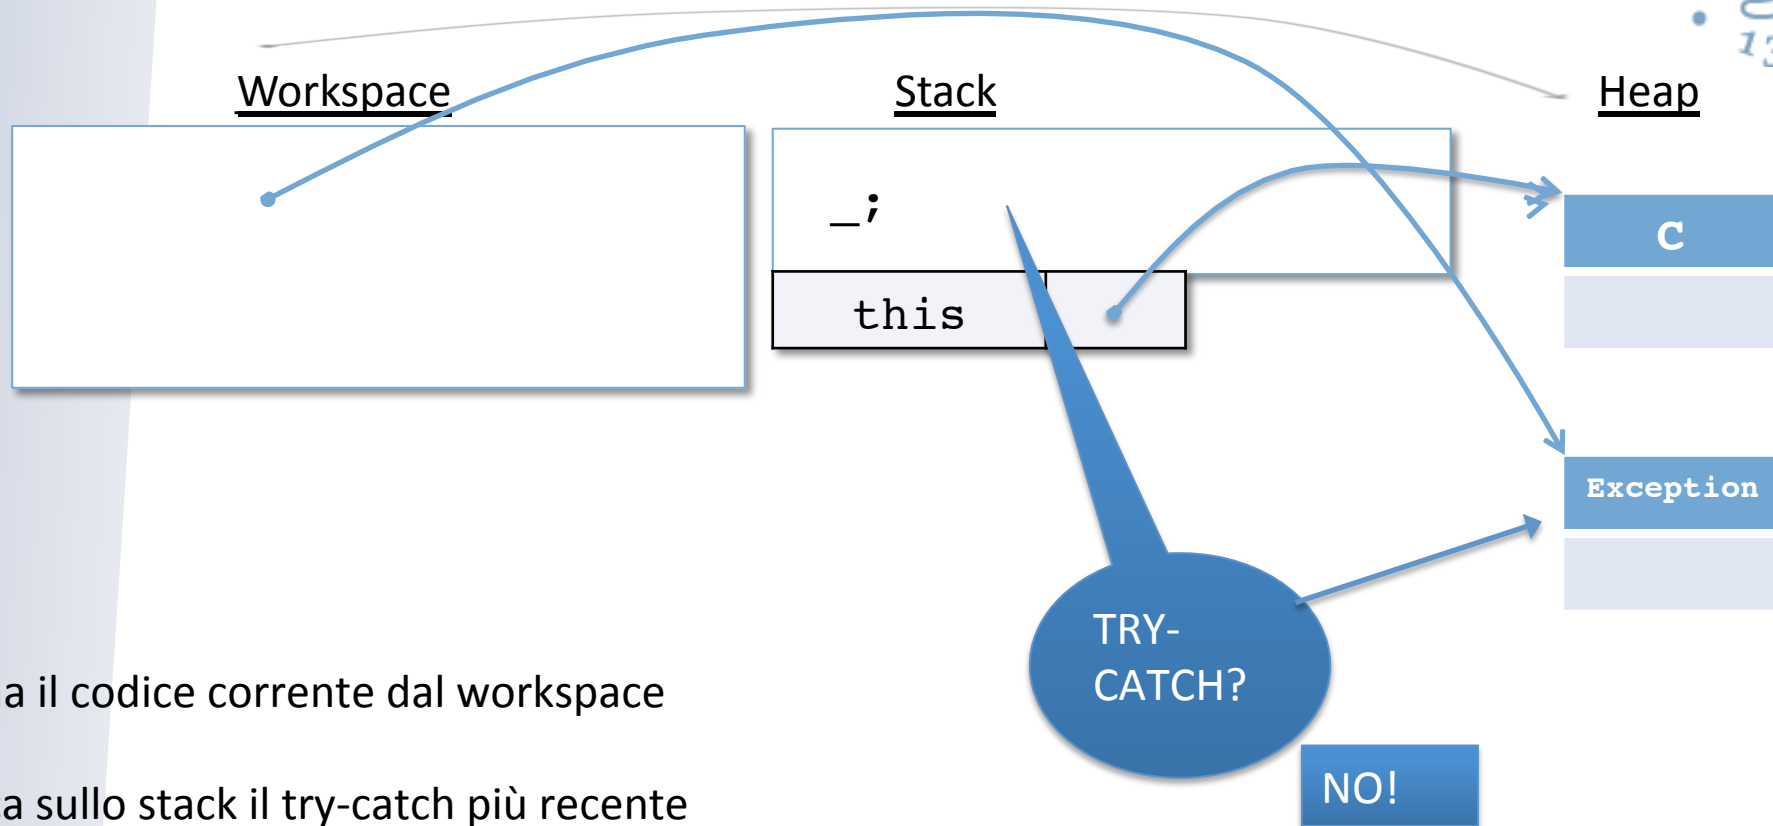 Workspace
Stack
Heap
_;
this
C
Exception
TRY-
CATCH?
il codice corrente dal workspace
sullo stack il try-catch più recente
NO!